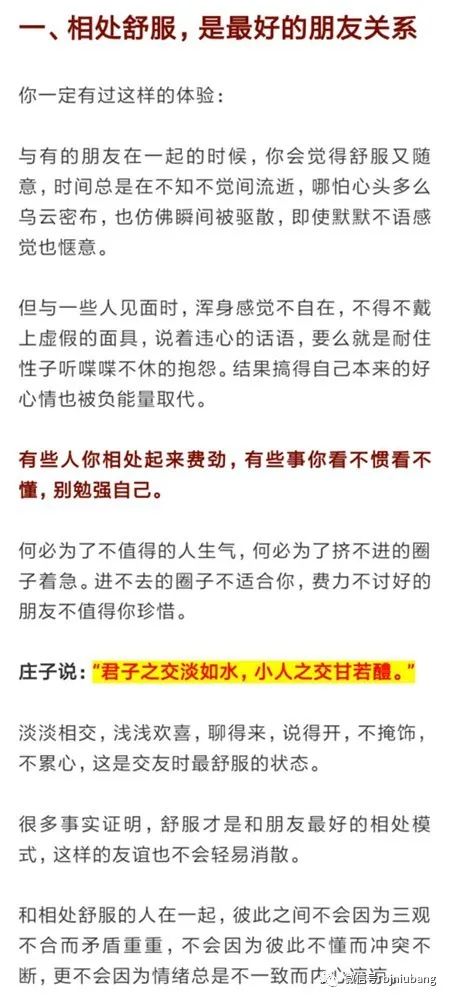 一、相处舒服，是最好的朋友关系
你一定有过这样的体验：
与有的朋友在一起的时候，你会觉得舒服又随
意，时间总是在不知不觉间流逝，哪怕心头多么
乌云密布，也仿佛瞬间被驱散，即使默默不语感
觉也惬意。
但与一些人见面时，浑身感觉不自在，不得不戴
上虚假的面具，说着违心的话语，要么就是耐住
性子听喋喋不休的抱怨。结果搞得自己本来的好
心情也被负能量取代。
有些人你相处起来费劲，有些事你看不惯看不
懂，别勉强自己。
何必为了不值得的人生气，何必为了挤不进的圈
子着急。进不去的圈子不适合你，费力不讨好的
朋友不值得你珍惜。
庄子说：“君子之交淡如水，小人之交甘若醴。”
淡淡相交，浅浅欢喜，聊得来，说得开，不掩饰，
不累心，这是交友时最舒服的状态。
很多事实证明，舒服才是和朋友最好的相处模
式，这样的友谊也不会轻易消散。
和相处舒服的人在一起，彼此之间不会因为三观
不合而矛盾重重，不会因为彼此不懂而冲突不
断，更不会因为情绪总是不一致而内心
微信号: bjniubang